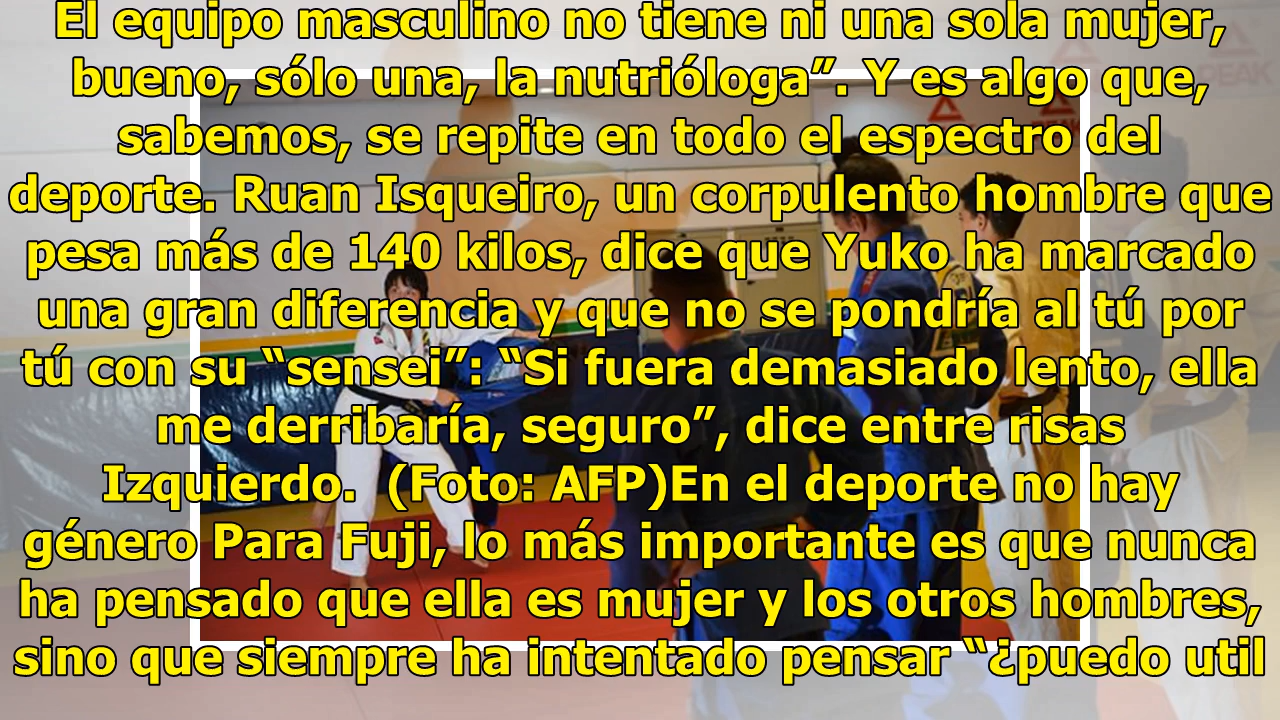 El equipo masculino no tiene ni una sola mujer,
bueno, sólo una, la nutrióloga”. Y es algo que,
sabemos, se repite en todo el espectro del
deporte. Ruan Isqueiro, un corpulento hombre que
pesa más de 140 kilos, dice que Yuko ha marcado
una gran diferencia y que no se pondría al tú por
tú con su “sensei”: “Si fuera demasiado lento, ella
me derribaría, seguro”, dice entre risas
Izquierdo.  (Foto: AFP)En el deporte no hay
género Para Fuji, lo más importante es que nunca
ha pensado que ella es mujer y los otros hombres,
sino que siempre ha intentado pensar “¿puedo util
PEAK